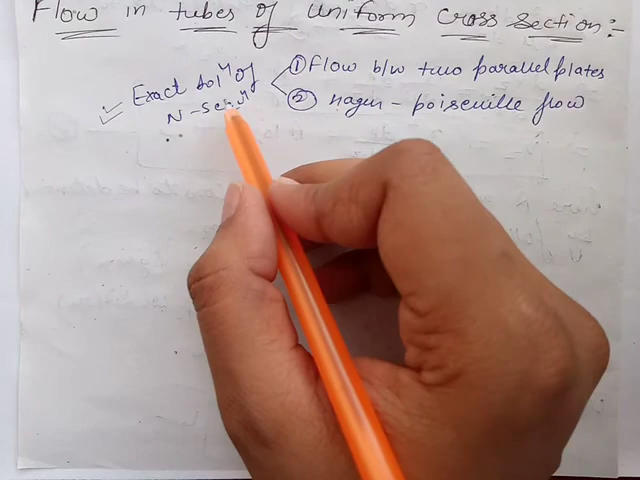 Flow in tubes of uniform cross section:-
Exact solⁿ of
N-S eqⁿ
① Flow b/w two parallel plates
② nagen - poiseuille flow